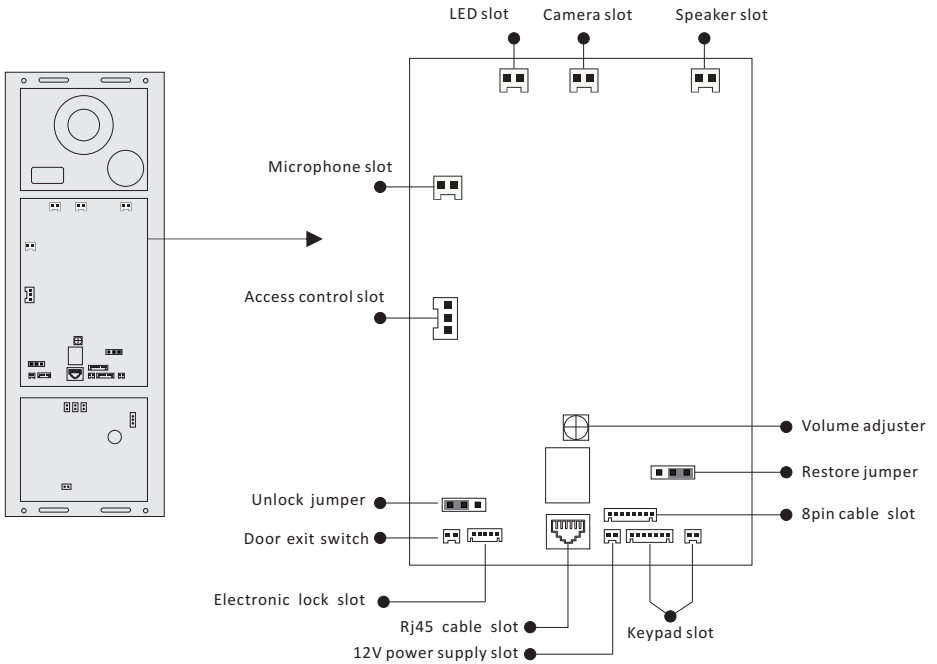 LED slot
Camera slot
Speaker slot
Microphone slot
Access control slot
Volume adjuster
Restore jumper
Unlock jumper
8pin cable slot
Door exit switch
Electronic lock slot
Rj45 cable slot
Keypad slot
12V power supply slot